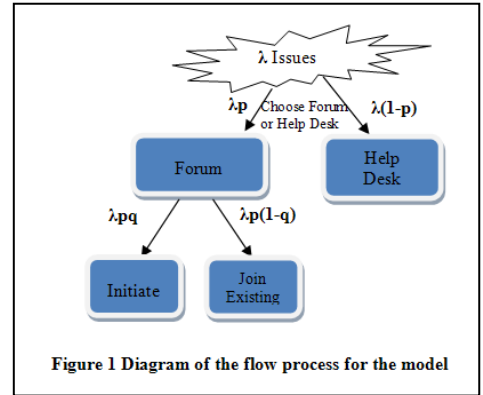 λ Issues
λp
Choose Forum
or Help Desk
λ(1-p)
Forum
Help
Desk
λpq
λp(1-q)
Initiate
Join
Existing
Figure 1 Diagram of the flow process for the model